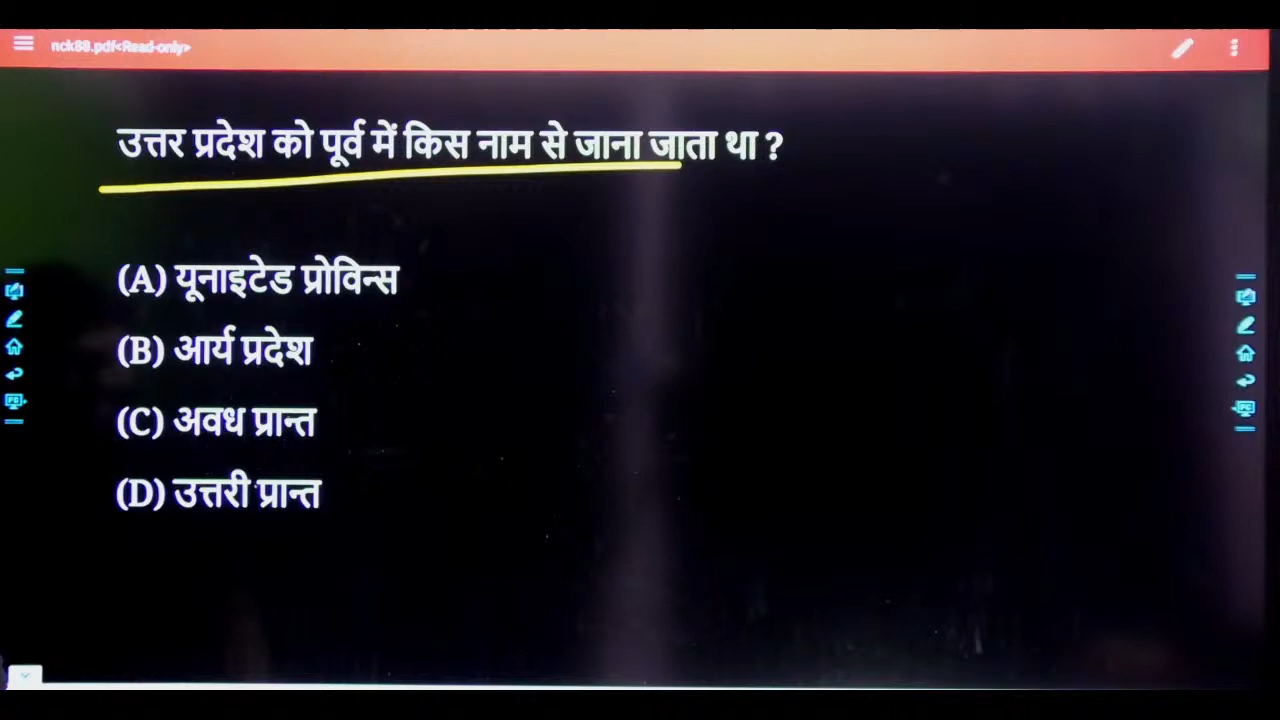 nck88.pdf<Read-only>
उत्तर प्रदेश को पूर्व में किस नाम से जाना जाता था ?
(A) यूनाइटेड प्रोविन्स
(B) आर्य प्रदेश
(C) अवध प्रान्त
(D) उत्तरी प्रान्त